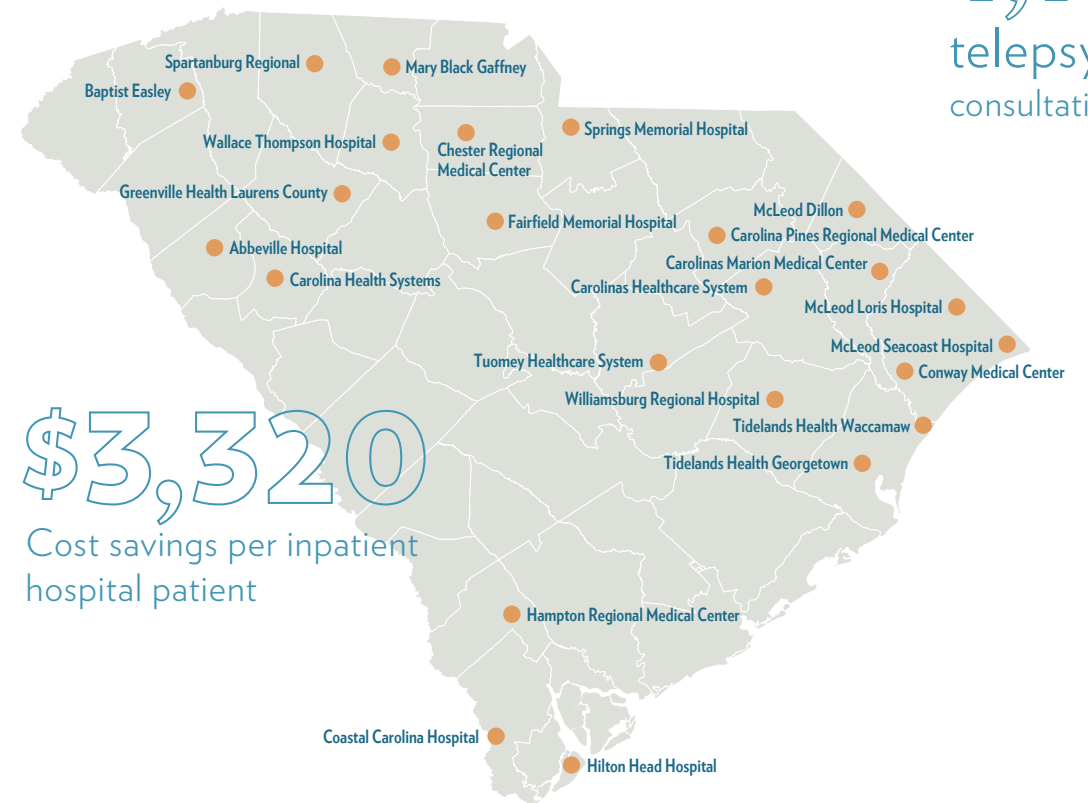 telepsy
consultati
Spartanburg Regional
Mary Black Gaffney
Baptist Easley
Springs Memorial Hospital
Wallace Thompson Hospital
Chester Regional
Medical Center
Greenville Health Laurens County
McLeod Dillon
Fairfield Memorial Hospital
Carolina Pines Regional Medical Center
Abbeville Hospital
Carolinas Marion Medical Center
Carolina Health Systems
Carolinas Healthcare System
McLeod Loris Hospital
McLeod Seacoast Hospital
Tuomey Healthcare System
Conway Medical Center
Williamsburg Regional Hospital
Tidelands Health Waccamaw
Tidelands Health Georgetown
$3,320
Cost savings per inpatient
hospital patient
Hampton Regional Medical Center
Coastal Carolina Hospital
Hilton Head Hospital